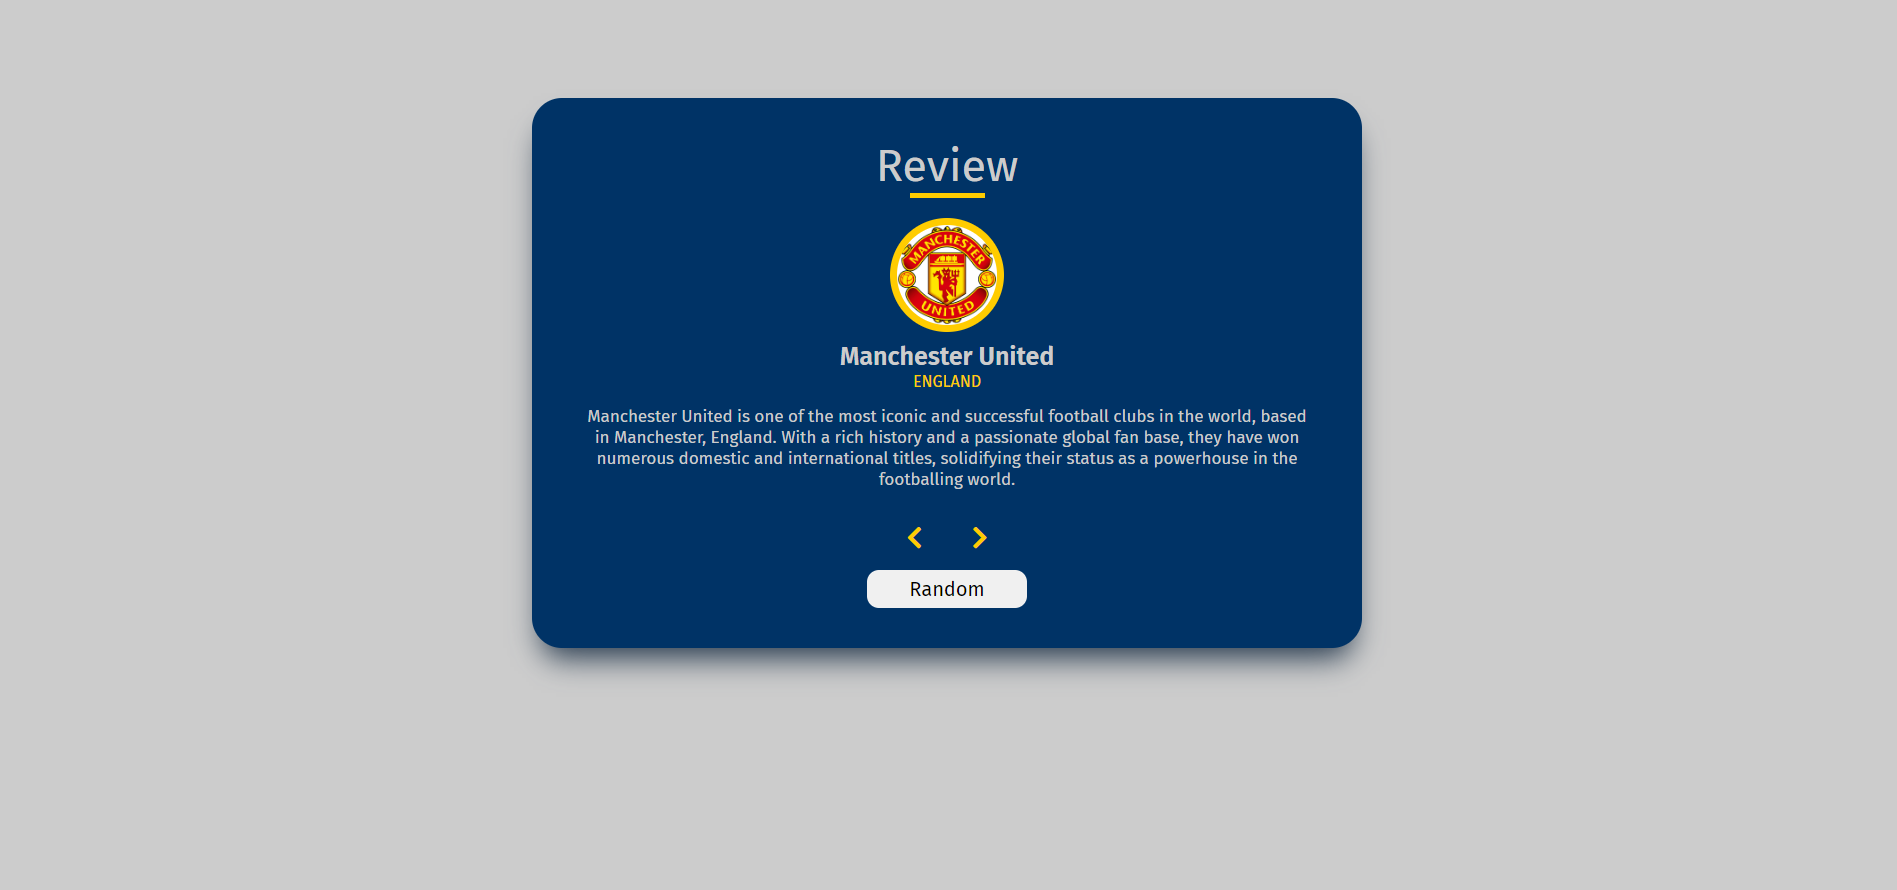 Review
MANCHESTER
UNITED
Manchester United
ENGLAND
Manchester United is one of the most iconic and successful football clubs in the world, based
in Manchester, England. With a rich history and a passionate global fan base, they have won
numerous domestic and international titles, solidifying their status as a powerhouse in the
footballing world.
Random